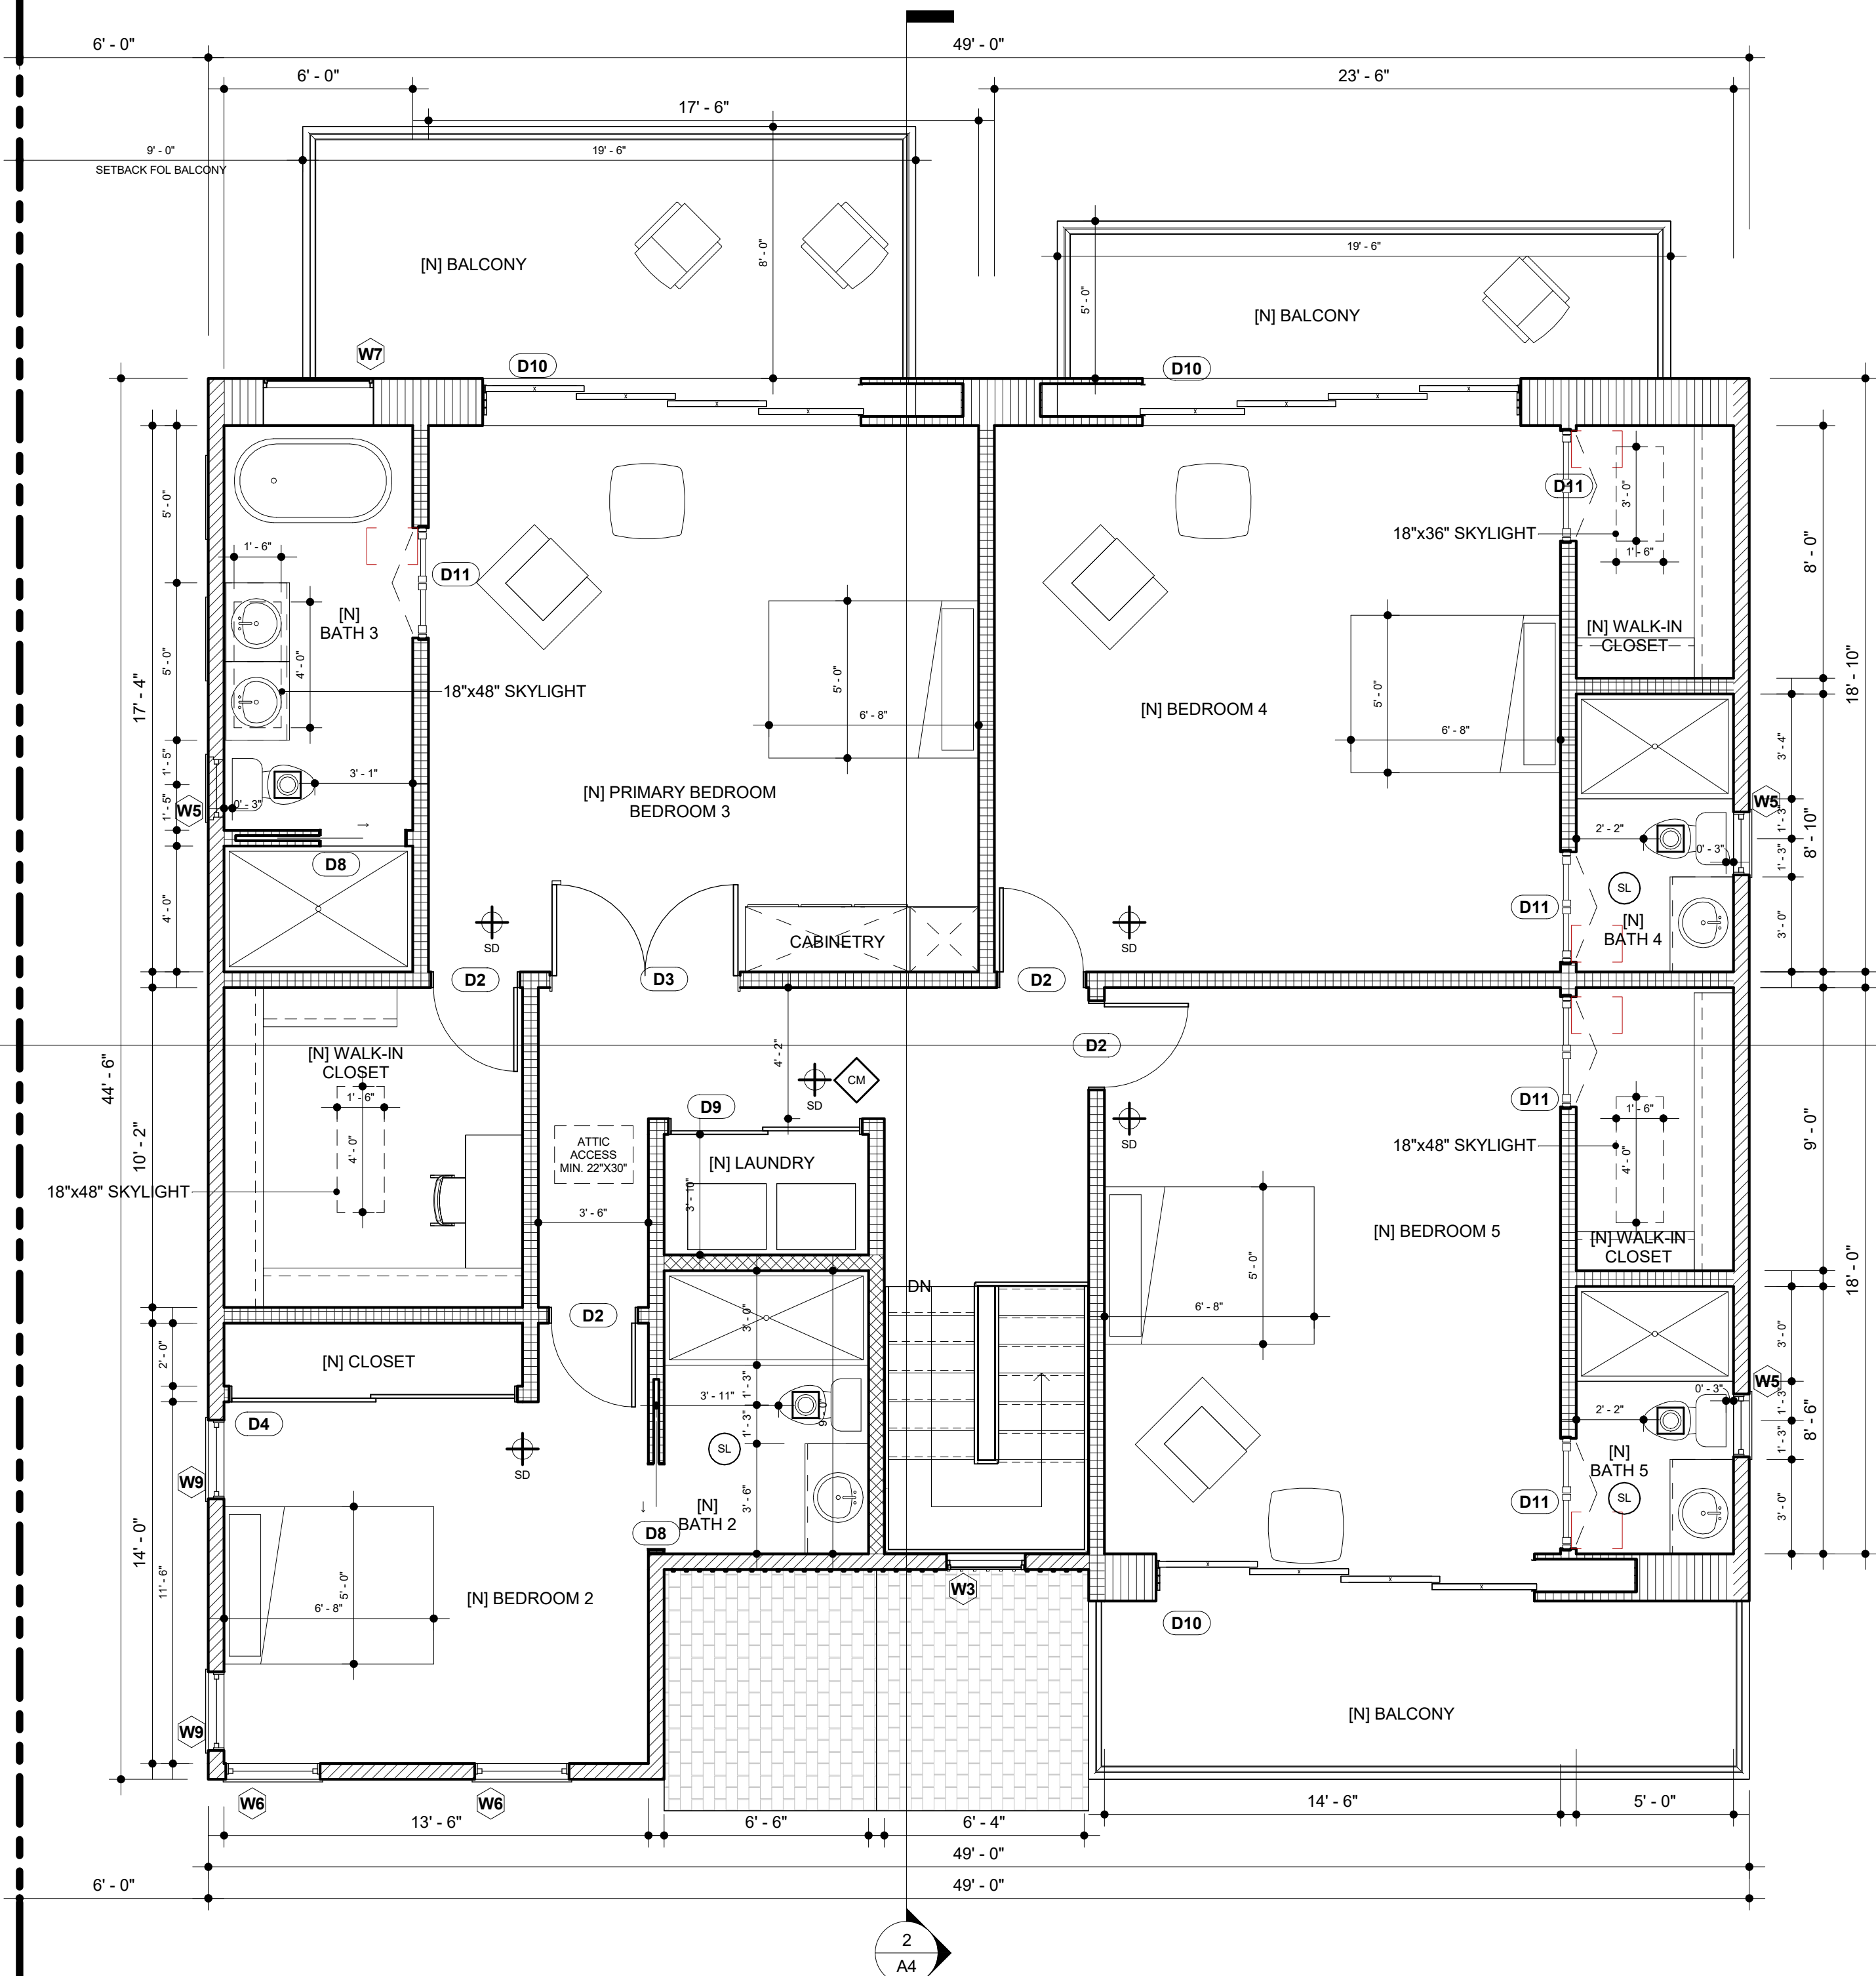 6' - 0"
49' - 0"
6' - 0"
23' - 6"
17' - 6"
9' - 0"
SETBACK FOL BALCONY
19' - 6"
8' - 0"
[N] BALCONY
19' - 6"
5' - 0"
[N] BALCONY
W7
D10
D10
5' - 0"
D11
3' - 0"
18"x36" SKYLIGHT
1' - 6"
8' - 0"
1' - 6"
D11
[N]
BATH 3
4' - 0"
5' - 0"
18"x48" SKYLIGHT
17' - 4"
5' - 0"
6' - 8"
[N] WALK-IN
CLOSET
18' - 10"
5' - 0"
6' - 8"
[N] BEDROOM 4
3' - 4"
1' - 5"
1' - 5"
3' - 1"
0' - 3"
W5
[N] PRIMARY BEDROOM
BEDROOM 3
W5
1' - 3"
1' - 3"
8' - 10"
2' - 2"
0' - 3"
D8
SL
4' - 0"
D11
[N]
BATH 4
3' - 0"
SD
SD
CABINETRY
D2
D3
D2
D2
4' - 2"
[N] WALK-IN
CLOSET
1' - 6"
4' - 0"
SD
CM
D9
SD
D11
1' - 6"
4' - 0"
18"x48" SKYLIGHT
9' - 0"
44' - 6"
10' - 2"
ATTIC
ACCESS
MIN. 22"X30"
[N] LAUNDRY
3' - 10"
18"x48" SKYLIGHT
3' - 6"
[N] BEDROOM 5
[N] WALK-IN
CLOSET
5' - 0"
6' - 8"
DN
18' - 0"
D2
3' - 0"
3' - 0"
2' - 0"
[N] CLOSET
W5
3' - 11"
1' - 3"
1' - 3"
9' - 0"
0' - 3"
2' - 2"
1' - 3"
1' - 3"
8' - 6"
D4
SD
SL
[N]
BATH 5
SL
W9
D11
3' - 6"
[N]
BATH 2
3' - 0"
D8
14' - 0"
11' - 6"
5' - 0"
6' - 8"
[N] BEDROOM 2
W3
D10
[N] BALCONY
W9
W6
W6
13' - 6"
6' - 6"
6' - 4"
14' - 6"
5' - 0"
49' - 0"
6' - 0"
49' - 0"
2
A4